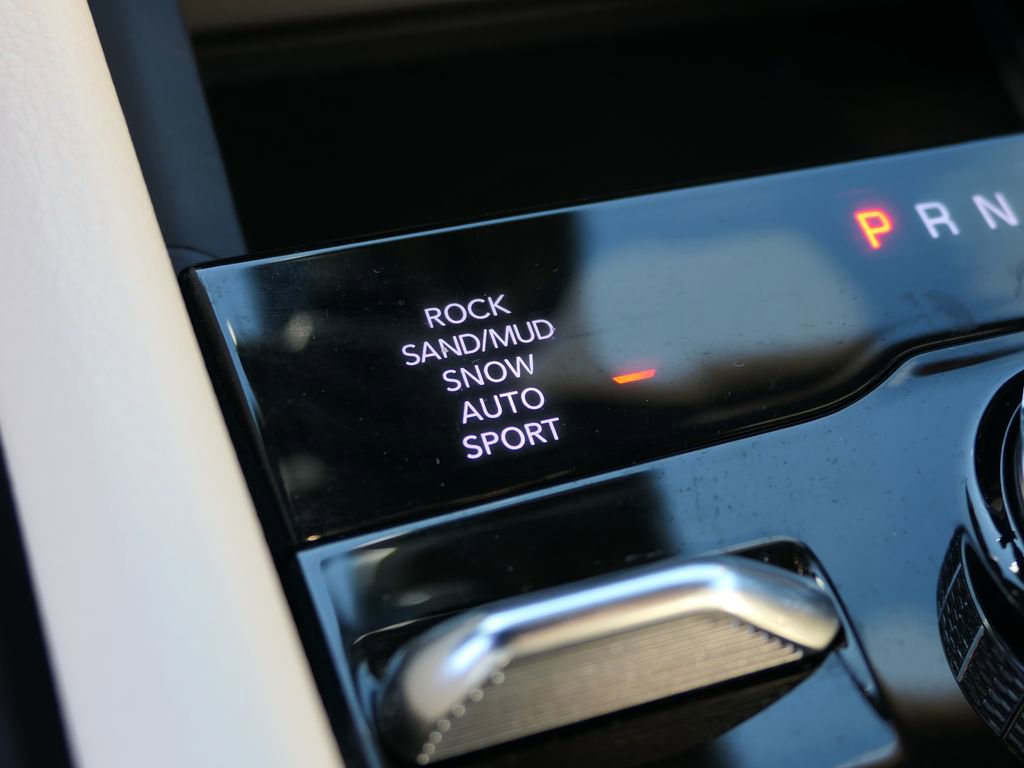 ROCK
SAND/MUD
SNOW
AUTO
SPORT
P R N